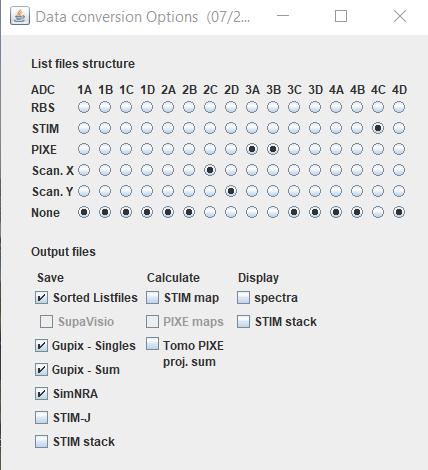 Data conversion Options (07/2...
List files structure
ADC 1A 1B 1C 1D 2A 2B 2C 2D 3A 3B 3C 3D 4A 4B 4C 4D
RBS
STIM
PIXE
Scan. X
Scan. Y
None
Output files
Save Calculate Display
Sorted Listfiles STIM map spectra
SupaVisio PIXE maps STIM stack
Gupix - Singles Tomo PIXE
proj. sum
Gupix - Sum
SimNRA
STIM-J
STIM stack